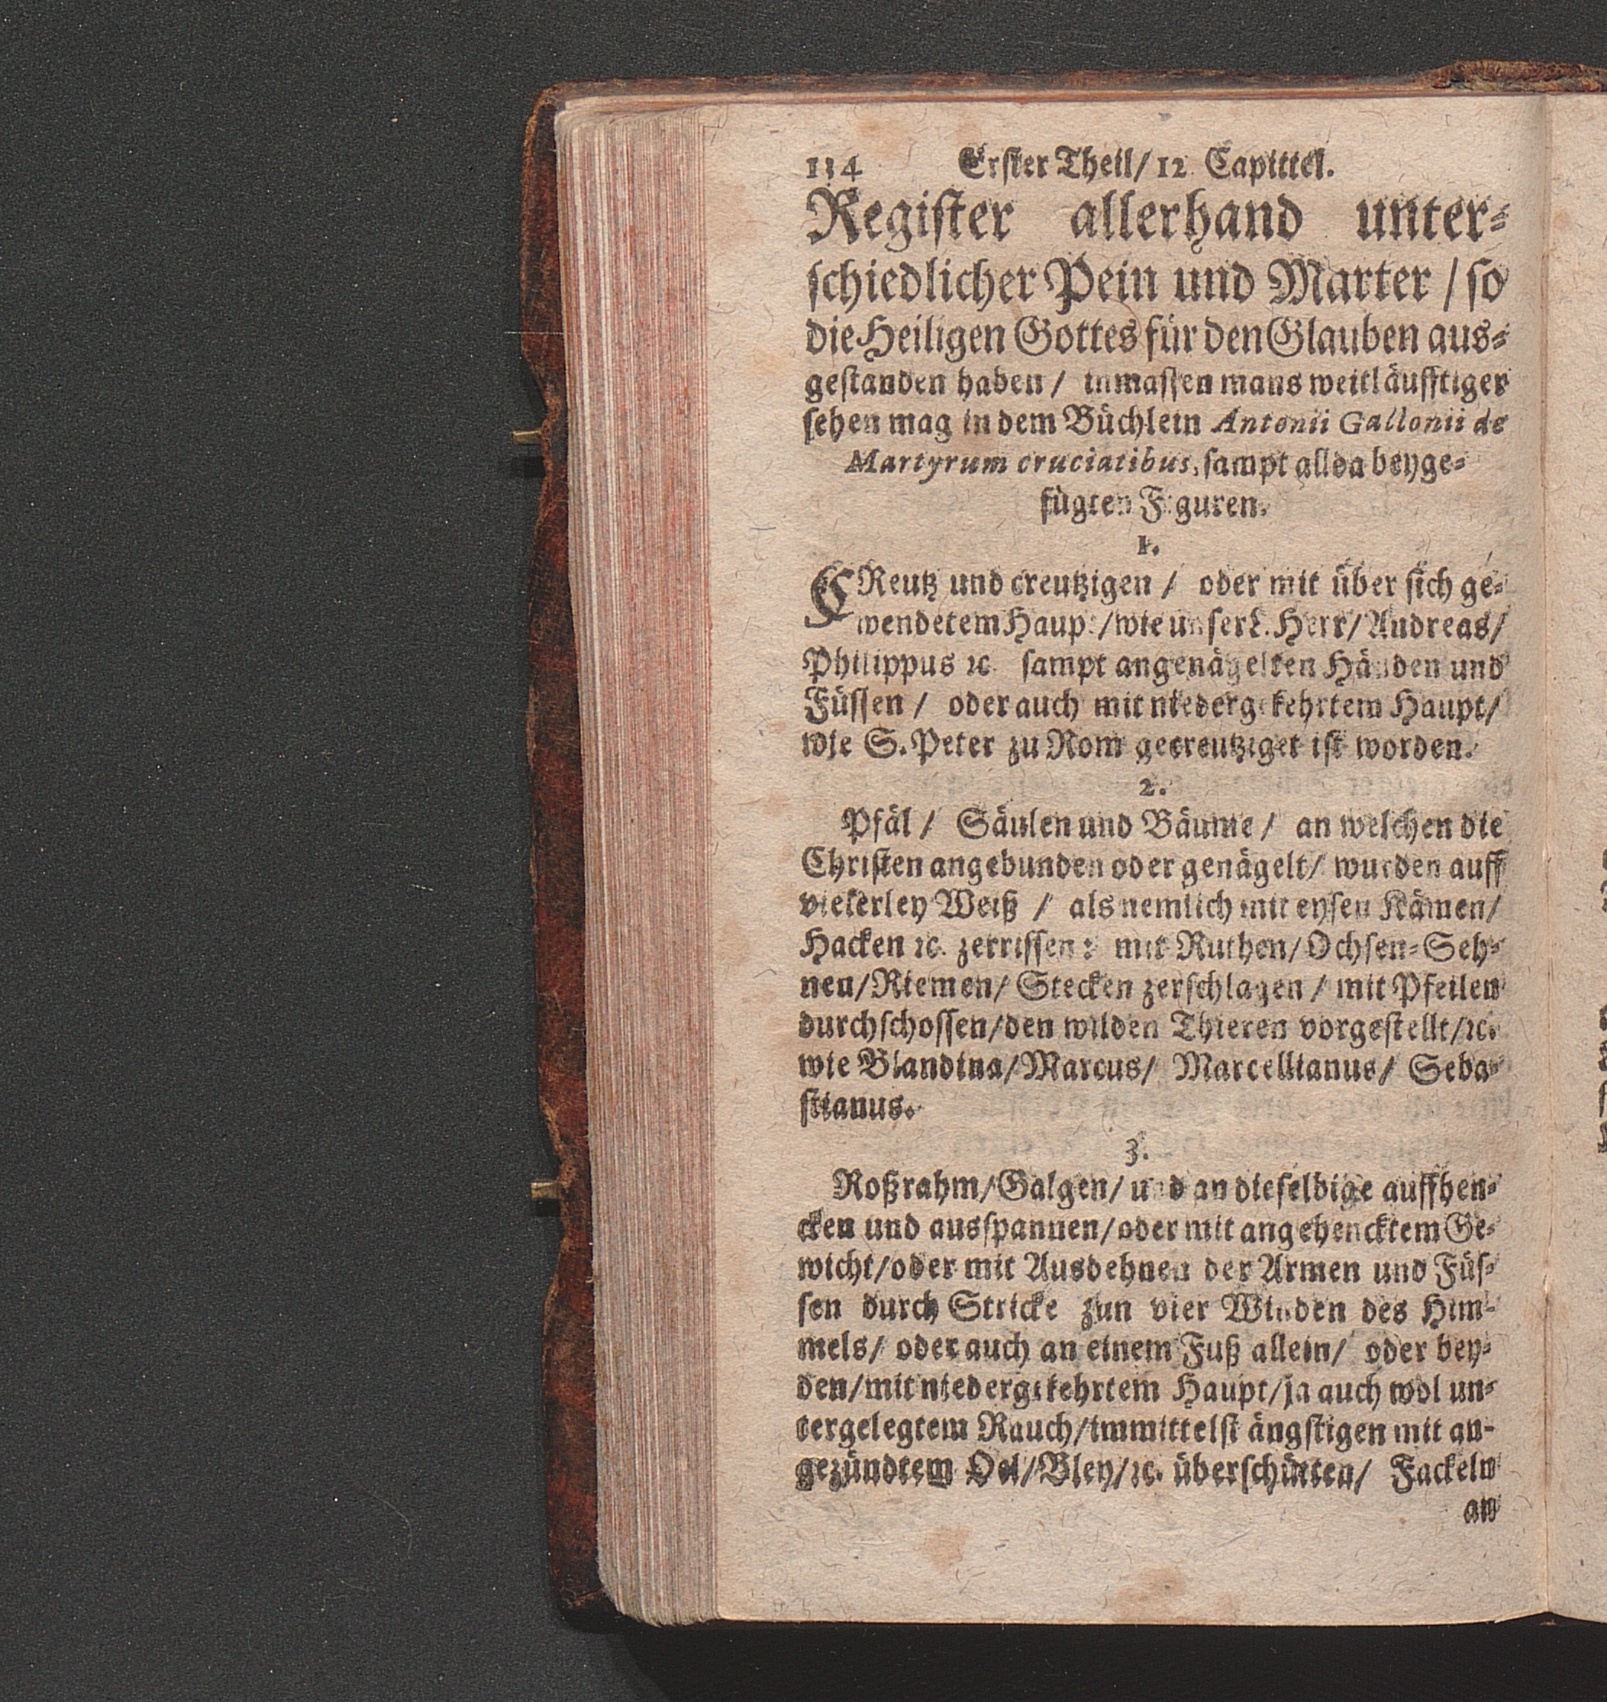 134 Erster Theil/12 Capittel.
Register allerhand unter-
schiedlicher Pein und Marter / so
die Heiligen Gottes für den Glauben aus-
gestanden haben / inmassen mans weitläufftiger
sehen mag in dem Büchlein Antonii Gallonii de
Martyrum cruciatibus, sampt allda beyge-
fügten Figuren.
1.
CReutz und creutzigen / oder mit über sich ge-
wendetem Haupt/wie unser L. Herr/Andreas/
Philippus ꝛc. sampt angenägelten Händen und
Füssen / oder auch mit niedergekehrtem Haupt/
wie S. Peter zu Rom gecreutziget ist worden.
2.
Pfäl / Säulen und Bäume / an welchen die
Christen angebunden oder genägelt/ wurden auff
vielerley Weiß / als nemlich mit eysen Kämen/
Hacken ꝛc. zerrissen: mit Ruthen/Ochsen-Seh-
nen/Riemen/ Stecken zerschlagen / mit Pfeilen
durchschossen/den wilden Thieren vorgestellt/ꝛc.
wie Blandina/Marcus/ Marcellianus/ Seba-
stianus.
3.
Roßrahm/Galgen/ und an dieselbige auffhen-
cken und ausspannen/oder mit angehencktem Ge-
wicht/oder mit Ausdehnen der Armen und Füs-
sen durch Stricke zun vier Winden des Him-
mels/ oder auch an einem Fuß allein/ oder bey-
den/mit niedergekehrtem Haupt/ja auch wol un-
tergelegtem Rauch/immittelst ängstigen mit an-
gezündtem Oel/Bley/ꝛc. überschütten/ Fackeln
an